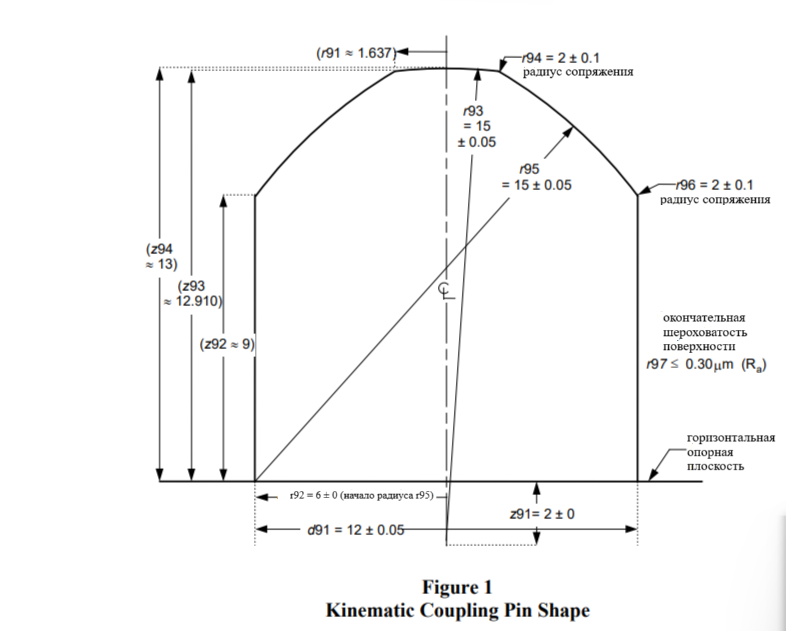 (r91 ≈ 1.637)
r94 = 2 ± 0.1
радиус сопряжения
r93
= 15
± 0.05
r95
= 15 ± 0.05
r96 = 2 ± 0.1
радиус сопряжения
(z94
≈ 13)
(z93
≈ 12.910)
(z92 ≈ 9)
℄
окончательная
шероховатость
поверхности
r97 ≤ 0.30μm (Ra)
горизонтальная
опорная
плоскость
r92 = 6 ± 0 (начало радиуса r95)
z91= 2 ± 0
d91 = 12 ± 0.05
Figure 1
Kinematic Coupling Pin Shape